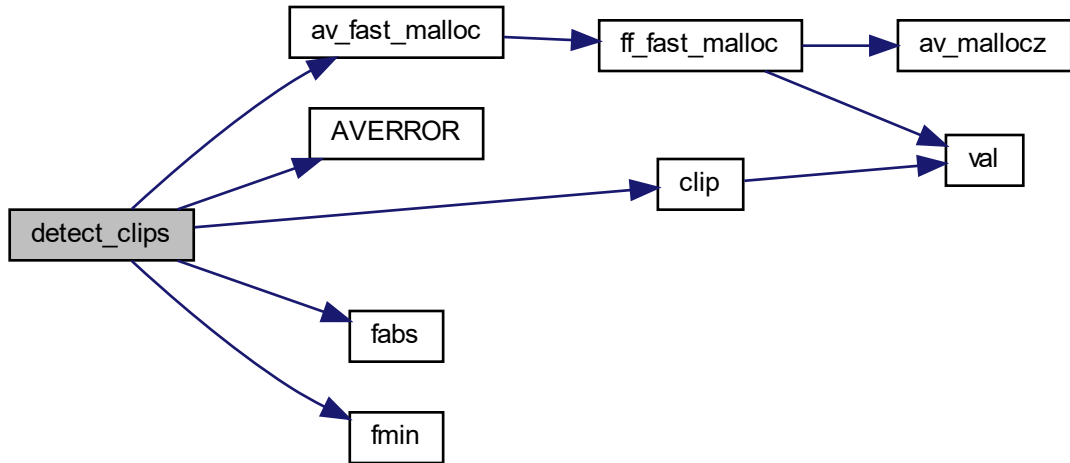 av_fast_malloc
ff_fast_malloc
av_mallocz
AVERROR
val
clip
detect_clips
fabs
fmin